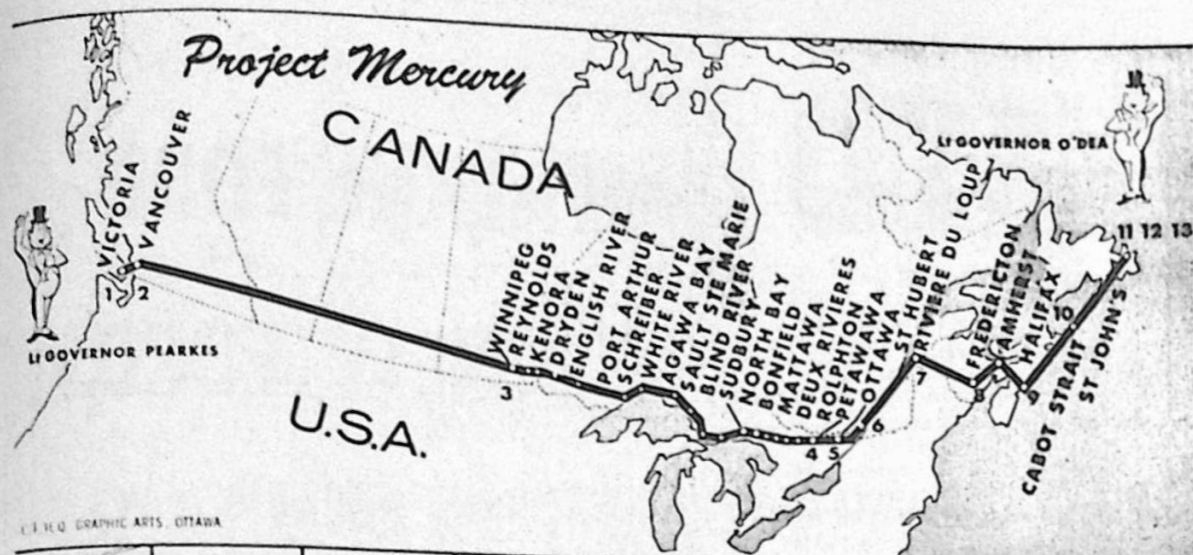 Project Mercury
CANADA
U.S.A.
Lt GOVERNOR PEARKES
Lt GOVERNOR O'DEA
VICTORIA
VANCOUVER
WINNIPEG
REYNOLDS
KENORA
DRYDEN
ENGLISH RIVER
PORT ARTHUR
SCHREIBER
WHITE RIVER
AGAWA BAY
SAULT STE MARIE
BLIND RIVER
SUDBURY
NORTH BAY
BONFIELD
MATTAWA
DEUX RIVIERES
ROLPHTON
PETAWAWA
OTTAWA
ST HUBERT
RIVIERE DU LOUP
FREDERICTON
AMHERST
HALIFAX
CABOT STRAIT
ST JOHN'S
1
2
3
4
5
6
7
8
9
10
11 12 13
GRAPHIC ARTS, OTTAWA